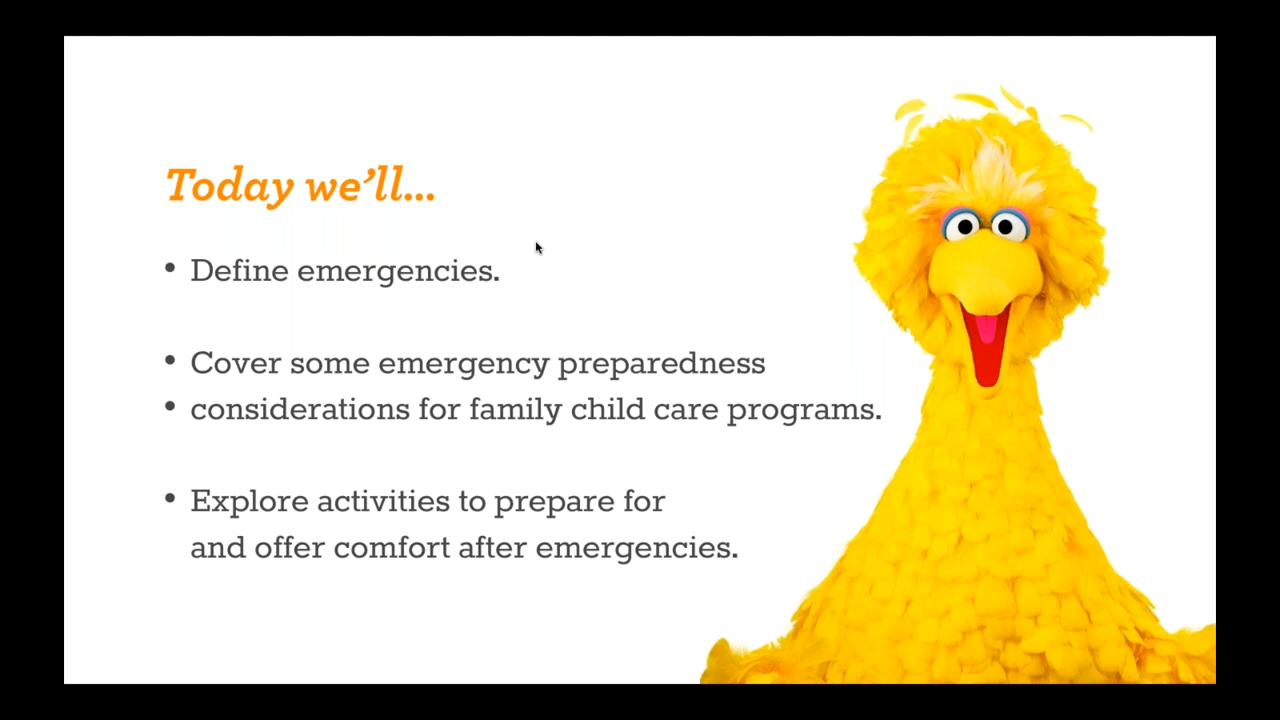 Today we’ll...
• Define emergencies.
• Cover some emergency preparedness
• considerations for family child care programs.
• Explore activities to prepare for
and offer comfort after emergencies.